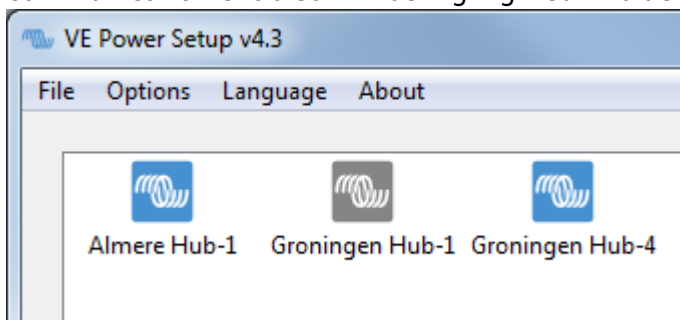 VE Power Setup v4.3
File Options Language About
Almere Hub-1 Groningen Hub-1 Groningen Hub-4